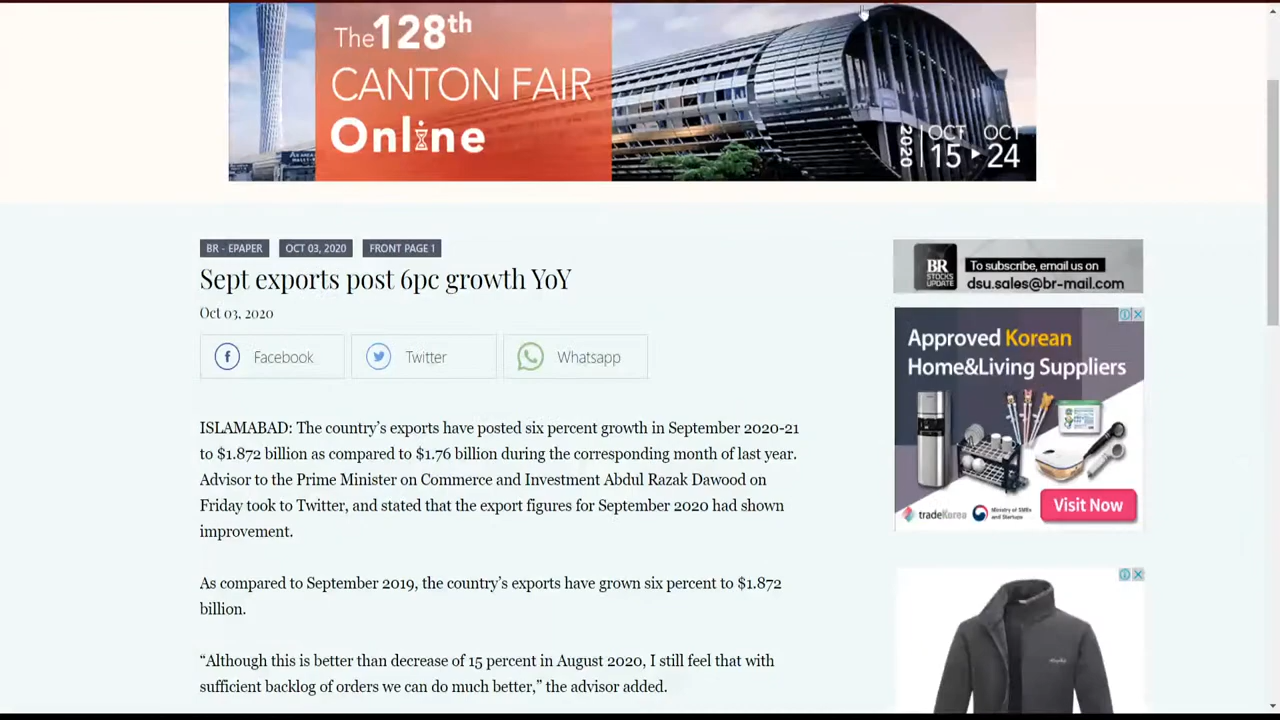 The 128th
CANTON FAIR
Online
2020 OCT 15 ▸ OCT 24
BR - EPAPER OCT 03, 2020 FRONT PAGE 1
Sept exports post 6pc growth YoY
Oct 03, 2020
Facebook Twitter Whatsapp
ISLAMABAD: The country's exports have posted six percent growth in September 2020-21
to $1.872 billion as compared to $1.76 billion during the corresponding month of last year.
Advisor to the Prime Minister on Commerce and Investment Abdul Razak Dawood on
Friday took to Twitter, and stated that the export figures for September 2020 had shown
improvement.
As compared to September 2019, the country's exports have grown six percent to $1.872
billion.
“Although this is better than decrease of 15 percent in August 2020, I still feel that with
sufficient backlog of orders we can do much better,” the advisor added.
BR
STOCKS
UPDATE
To subscribe, email us on
dsu.sales@br-mail.com
Approved Korean
Home&Living Suppliers
tradeKorea Ministry of SMEs
and Startups
Visit Now